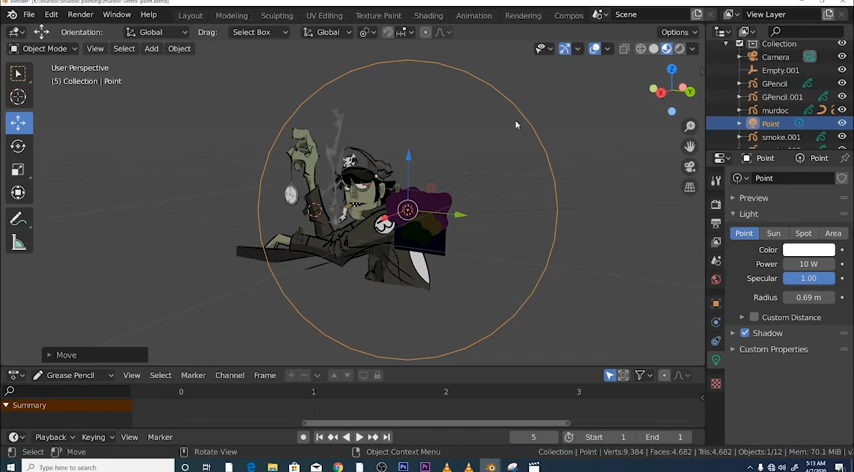 File Edit Render Window Help Layout Modeling Sculpting UV Editing Texture Paint Shading Animation Rendering Compos Scene View Layer
Orientation: Global Drag: Select Box Global Options
Object Mode View Select Add Object
User Perspective
(5) Collection | Point
Z
X
Y
Move
Collection
Camera
Empty.001
GPencil
GPencil.001
murdoc
Point
smoke.001
Point Point
Point
Preview
Light
Point Sun Spot Area
Color
Power 10 W
Specular 1.00
Radius 0.69 m
Custom Distance
Shadow
Custom Properties
Grease Pencil View Select Marker Channel Frame
0 1 2 3
Summary
Playback Keying View Marker 5 Start 1 End 1
Select Move Rotate View Object Context Menu Collection | Point | Verts:9,384 | Faces:4,682 | Tris:4,682 | Objects:1/12 | Mem: 70.1 MiB
Type here to search
5:13 AM